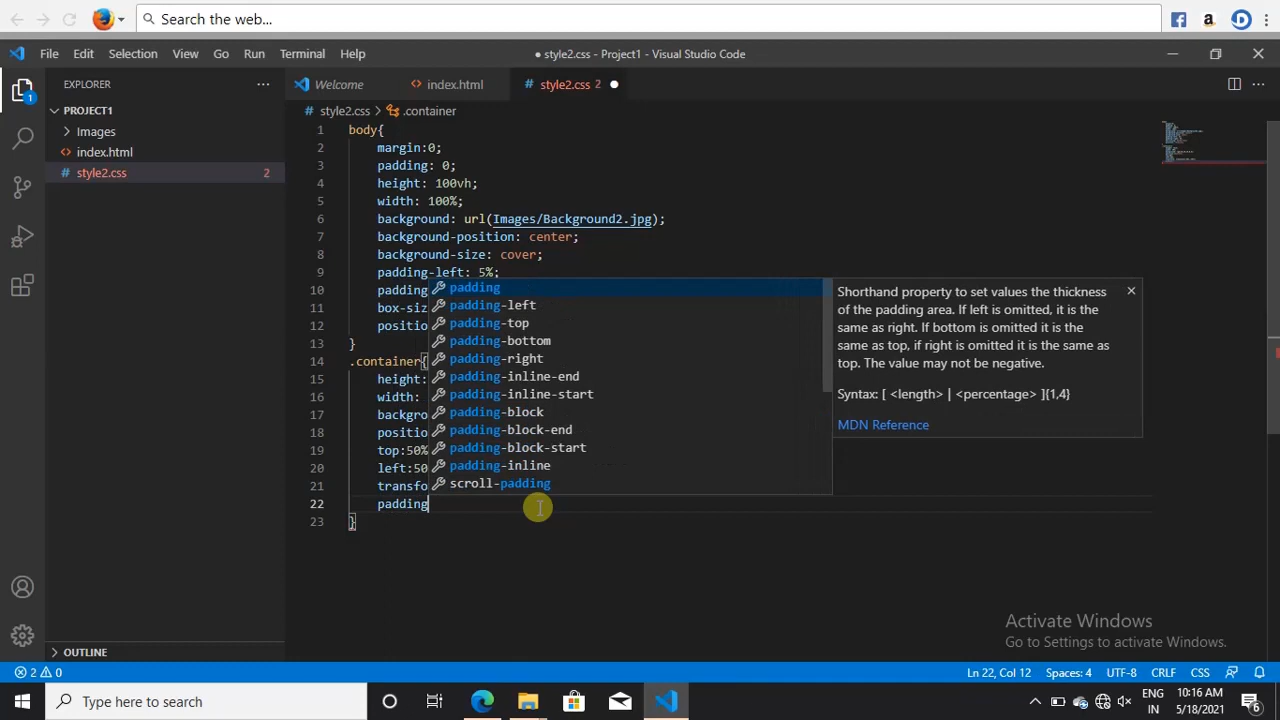 Search the web...
File Edit Selection View Go Run Terminal Help
● style2.css - Project1 - Visual Studio Code
EXPLORER
Welcome
index.html
style2.css 2
PROJECT1
Images
index.html
style2.css 2
style2.css > .container
1 body{
2 margin:0;
3 padding: 0;
4 height: 100vh;
5 width: 100%;
6 background: url(Images/Background2.jpg);
7 background-position: center;
8 background-size: cover;
9 padding-left: 5%;
10 padding
11 box-siz
12 positio
13 }
14 .container{
15 height:
16 width:
17 backgro
18 positio
19 top:50%
20 left:50
21 transfo
22 padding
23 }
padding
padding-left
padding-top
padding-bottom
padding-right
padding-inline-end
padding-inline-start
padding-block
padding-block-end
padding-block-start
padding-inline
scroll-padding
Shorthand property to set values the thickness
of the padding area. If left is omitted, it is the
same as right. If bottom is omitted it is the
same as top, if right is omitted it is the same as
top. The value may not be negative.
Syntax: [ <length> | <percentage> ]{1,4}
MDN Reference
Activate Windows
Go to Settings to activate Windows.
OUTLINE
2 0
Ln 22, Col 12 Spaces: 4 UTF-8 CRLF CSS
Type here to search
ENG
IN
10:16 AM
5/18/2021
6
1